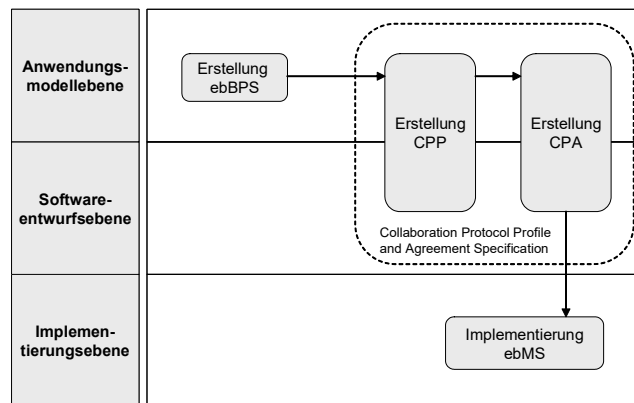 Anwendungs-
modellebene
Erstellung
ebBPS
Erstellung
CPP
Erstellung
CPA
Software-
entwurfsebene
Collaboration Protocol Profile
and Agreement Specification
Implemen-
tierungsebene
Implementierung
ebMS